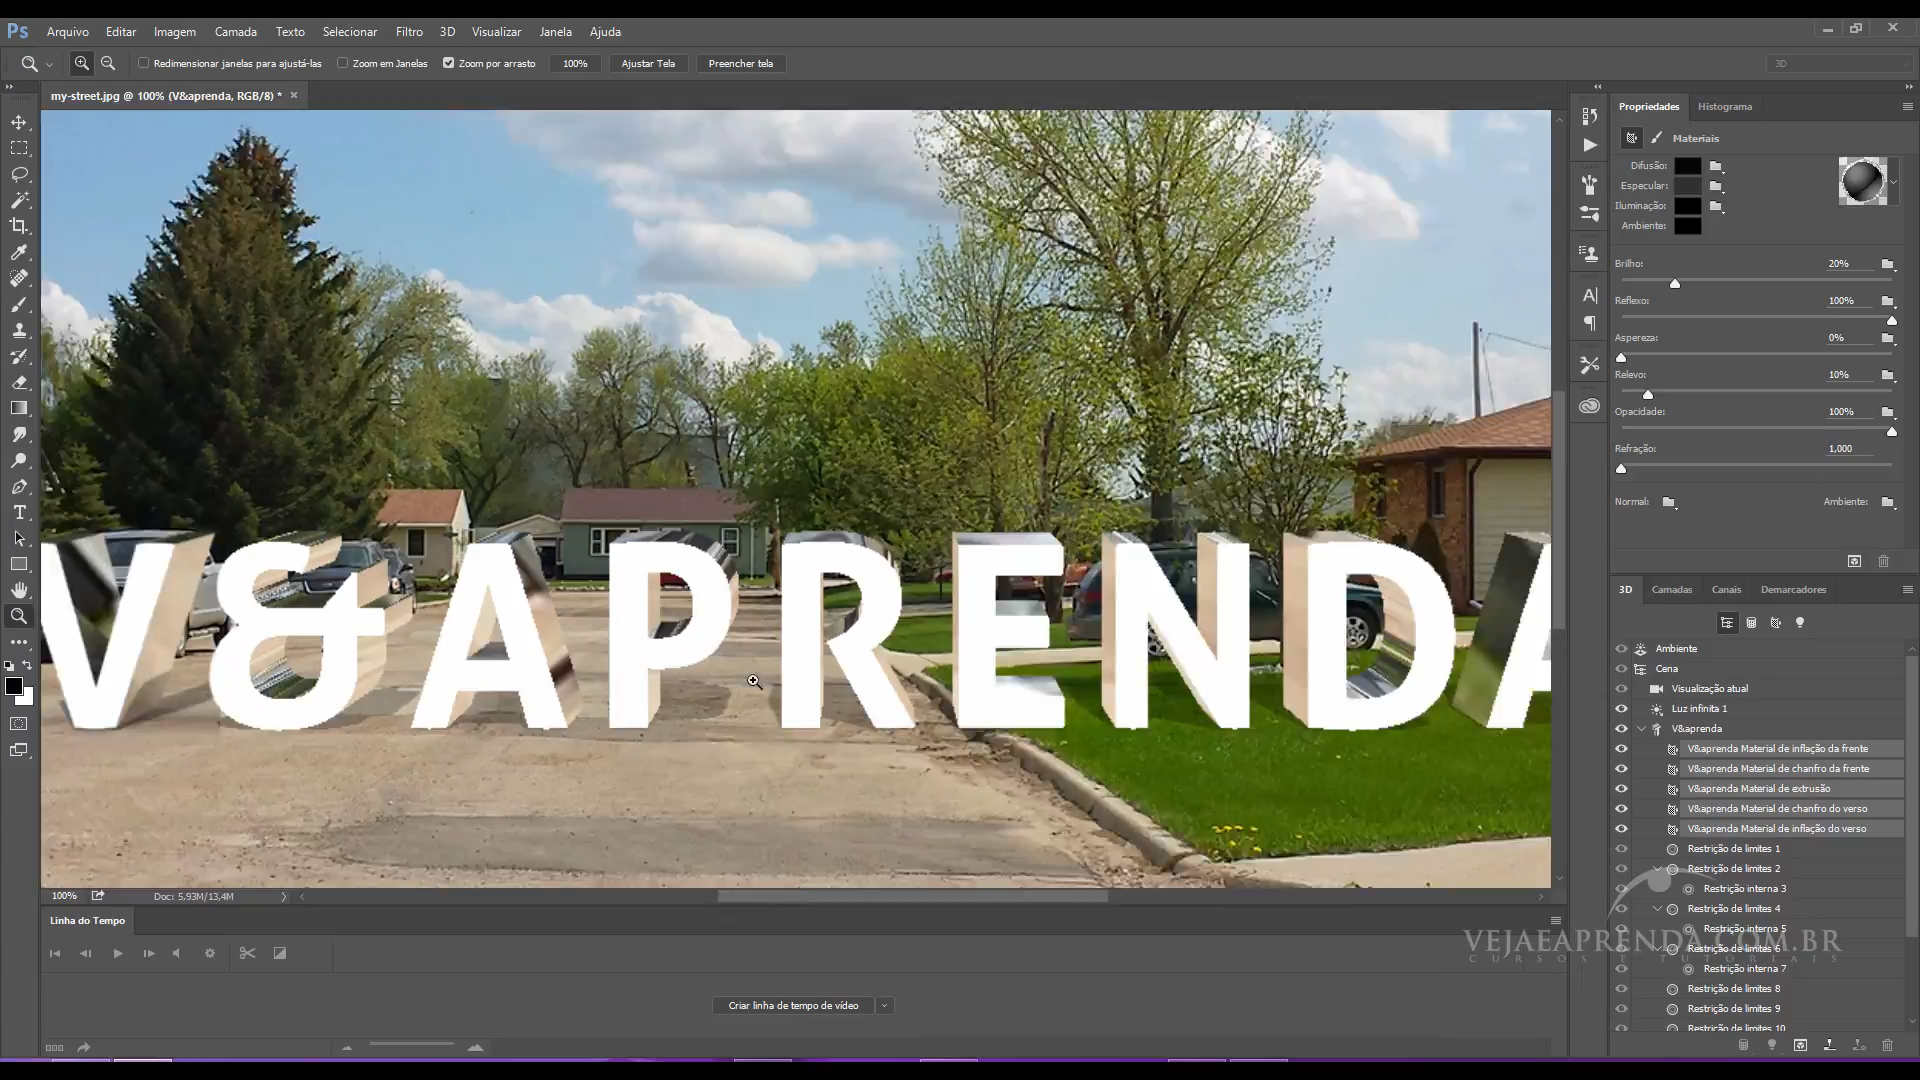 Ps Arquivo Editar Imagem Camada Texto Selecionar Filtro 3D Visualizar Janela Ajuda
Redimensionar janelas para ajustá-las Zoom em Janelas Zoom por arrasto 100% Ajustar Tela Preencher tela 3D
my-street.jpg @ 100% (V&aprenda, RGB/8) *
Propriedades Histograma
Materiais
Difusão:
Especular:
Iluminação:
Ambiente:
Brilho: 20%
Reflexo: 100%
Aspereza: 0%
Relevo: 10%
Opacidade: 100%
Refração: 1,000
Normal: Ambiente:
V&APRENDA
3D Camadas Canais Demarcadores
Ambiente
Cena
Visualização atual
Luz infinita 1
V&aprenda
V&aprenda Material de inflação da frente
V&aprenda Material de chanfro da frente
V&aprenda Material de extrusão
V&aprenda Material de chanfro do verso
V&aprenda Material de inflação do verso
Restrição de limites 1
Restrição de limites 2
Restrição interna 3
Restrição de limites 4
Restrição interna 5
Restrição de limites 6
Restrição interna 7
Restrição de limites 8
Restrição de limites 9
Restrição de limites 10
VEJAEAPRENDA.COM.BR
CURSOS E TUTORIAIS
100% Doc: 5,93M/13,4M
Linha do Tempo
Criar linha de tempo de vídeo